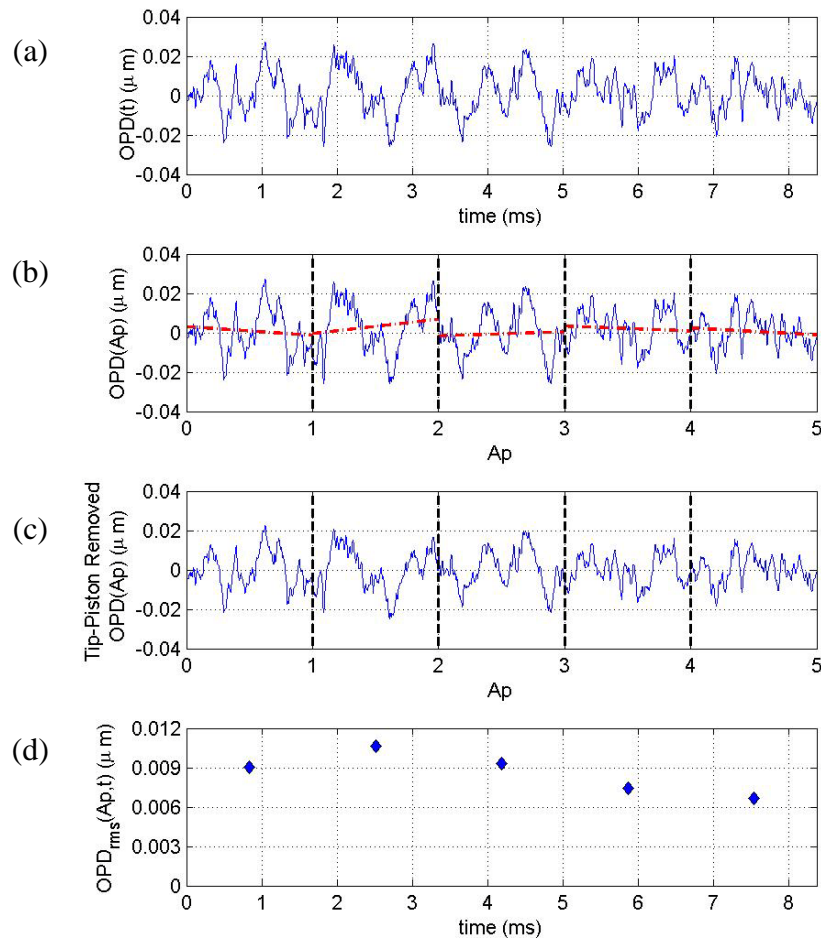 (a)
OPD(t) (μ m)
0.04
0.02
0
-0.02
-0.04
0 1 2 3 4 5 6 7 8
time (ms)
(b)
OPD(Ap) (μ m)
0.04
0.02
0
-0.02
-0.04
0 1 2 3 4 5
Ap
(c)
Tip-Piston Removed
OPD(Ap) (μ m)
0.04
0.02
0
-0.02
-0.04
0 1 2 3 4 5
Ap
(d)
OPDrms(Ap,t) (μ m)
0.012
0.009
0.006
0.003
0
0 1 2 3 4 5 6 7 8
time (ms)